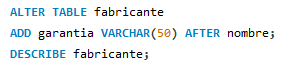 ALTER TABLE fabricante
ADD garantia VARCHAR(50) AFTER nombre;
DESCRIBE fabricante;